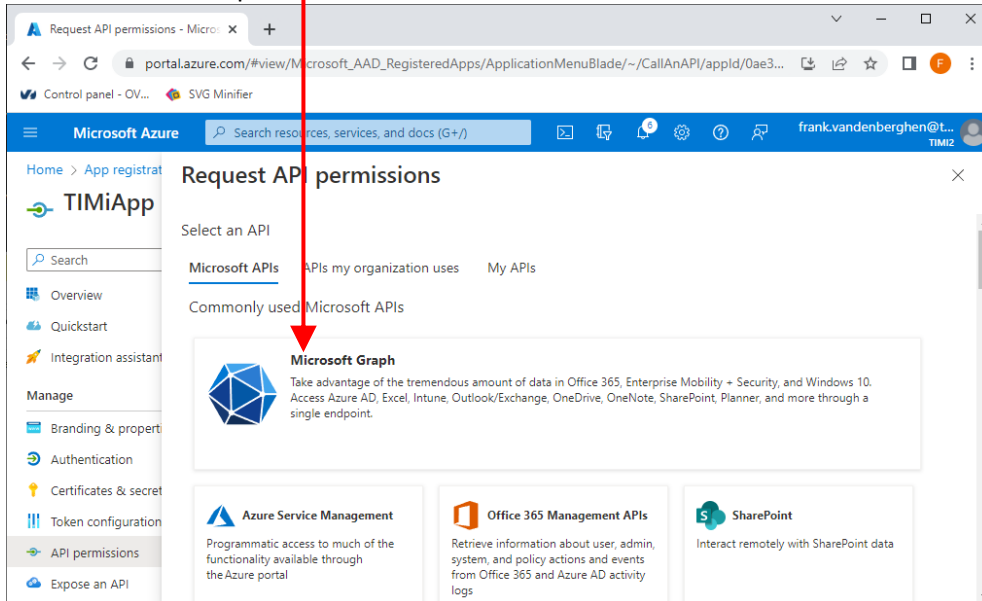 Request API permissions - Micros
portal.azure.com/#view/Microsoft_AAD_RegisteredApps/ApplicationMenuBlade/~/CallAnAPI/appId/0ae3...
F
Control panel - OV...
SVG Minifier
Microsoft Azure
Search resources, services, and docs (G+/)
6
frank.vandenberghen@t...
TIMI2
Home > App registrat
TIMiApp
Search
Overview
Quickstart
Integration assistant
Manage
Branding & properti
Authentication
Certificates & secret
Token configuration
API permissions
Expose an API
Request API permissions
Select an API
Microsoft APIs APIs my organization uses My APIs
Commonly used Microsoft APIs
Microsoft Graph
Take advantage of the tremendous amount of data in Office 365, Enterprise Mobility + Security, and Windows 10.
Access Azure AD, Excel, Intune, Outlook/Exchange, OneDrive, OneNote, SharePoint, Planner, and more through a
single endpoint.
Azure Service Management
Programmatic access to much of the
functionality available through
the Azure portal
Office 365 Management APIs
Retrieve information about user, admin,
system, and policy actions and events
from Office 365 and Azure AD activity
logs
S
SharePoint
Interact remotely with SharePoint data